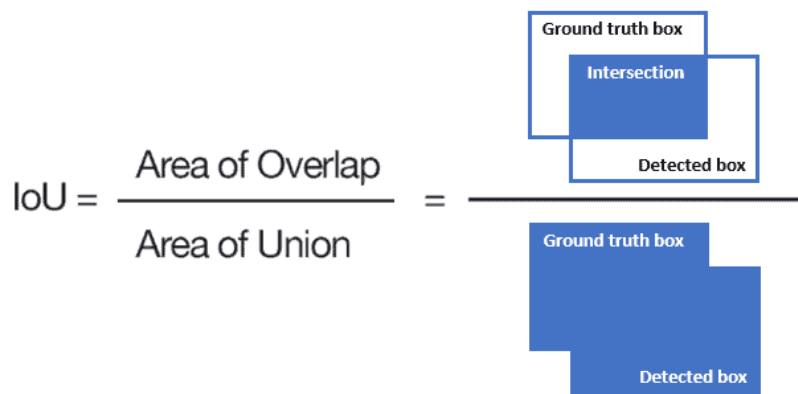 Ground truth box
Intersection
Detected box
IoU = Area of Overlap =
Area of Union
Ground truth box
Detected box